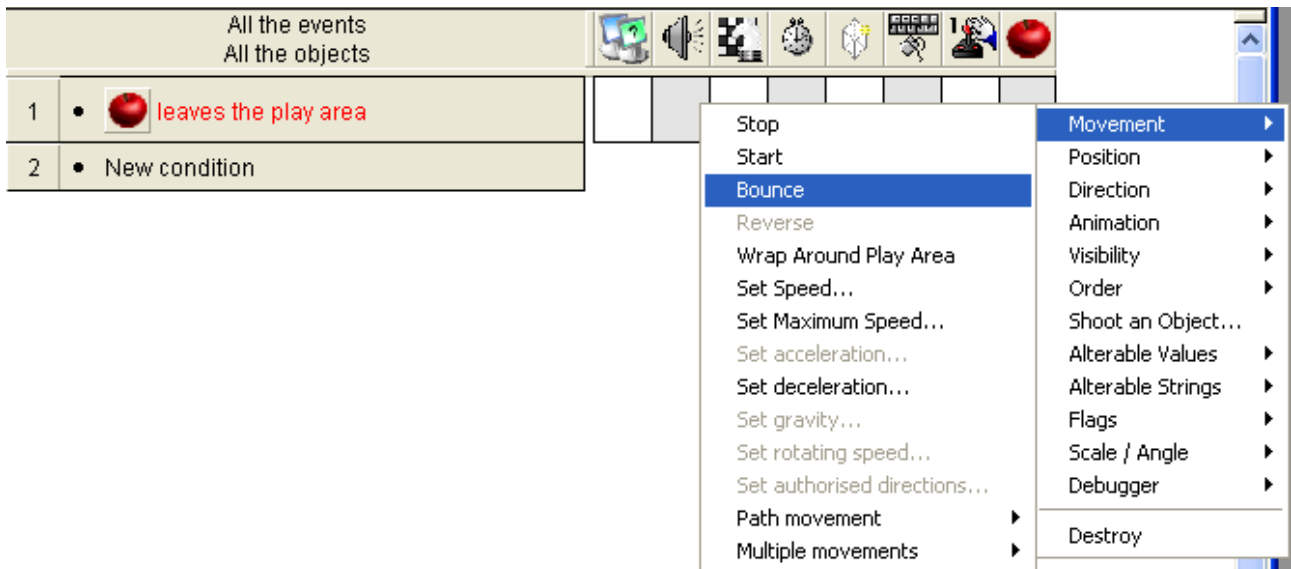 All the events
All the objects
1 • leaves the play area
2 • New condition
Stop
Start
Bounce
Reverse
Wrap Around Play Area
Set Speed...
Set Maximum Speed...
Set acceleration...
Set deceleration...
Set gravity...
Set rotating speed...
Set authorised directions...
Path movement
Multiple movements
Movement
Position
Direction
Animation
Visibility
Order
Shoot an Object...
Alterable Values
Alterable Strings
Flags
Scale / Angle
Debugger
Destroy